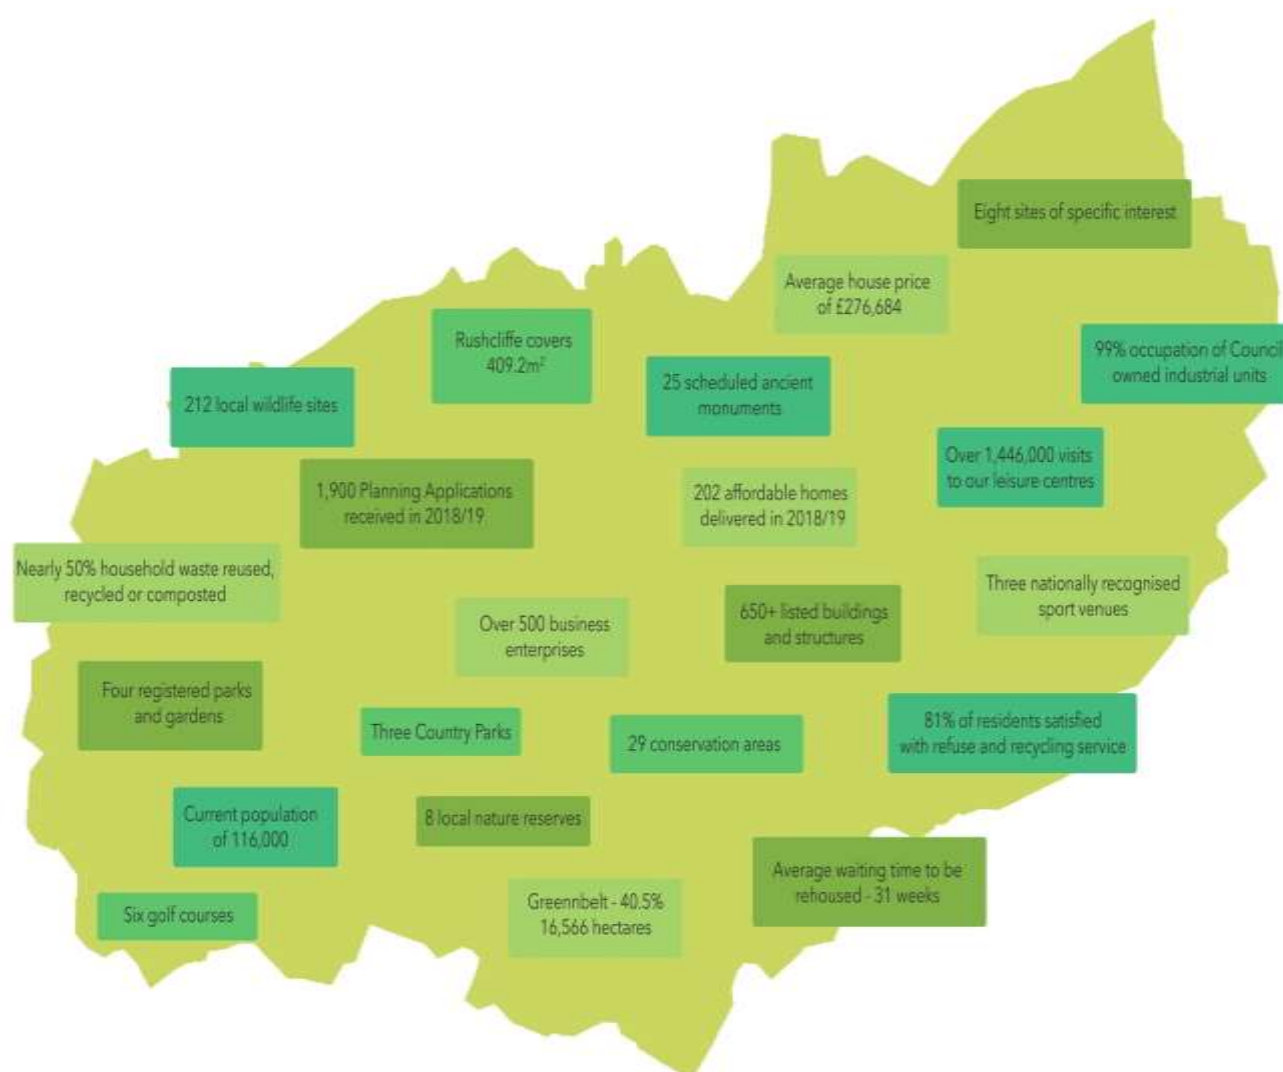 Eight sites of specific interest
Average house price
of £276,684
Rushcliffe covers
409.2m²
99% occupation of Council
owned industrial units
25 scheduled ancient
monuments
212 local wildlife sites
Over 1,446,000 visits
to our leisure centres
1,900 Planning Applications
received in 2018/19
202 affordable homes
delivered in 2018/19
Nearly 50% household waste reused,
recycled or composted
Three nationally recognised
sport venues
650+ listed buildings
and structures
Over 500 business
enterprises
Four registered parks
and gardens
Three Country Parks
29 conservation areas
81% of residents satisfied
with refuse and recycling service
Current population
of 116,000
8 local nature reserves
Average waiting time to be
rehoused - 31 weeks
Six golf courses
Greennbelt - 40.5%
16,566 hectares